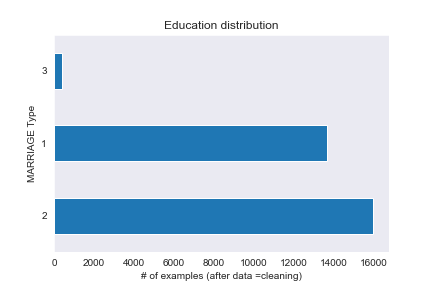 Education distribution
MARRIAGE Type
3
1
2
0 2000 4000 6000 8000 10000 12000 14000 16000
# of examples (after data =cleaning)